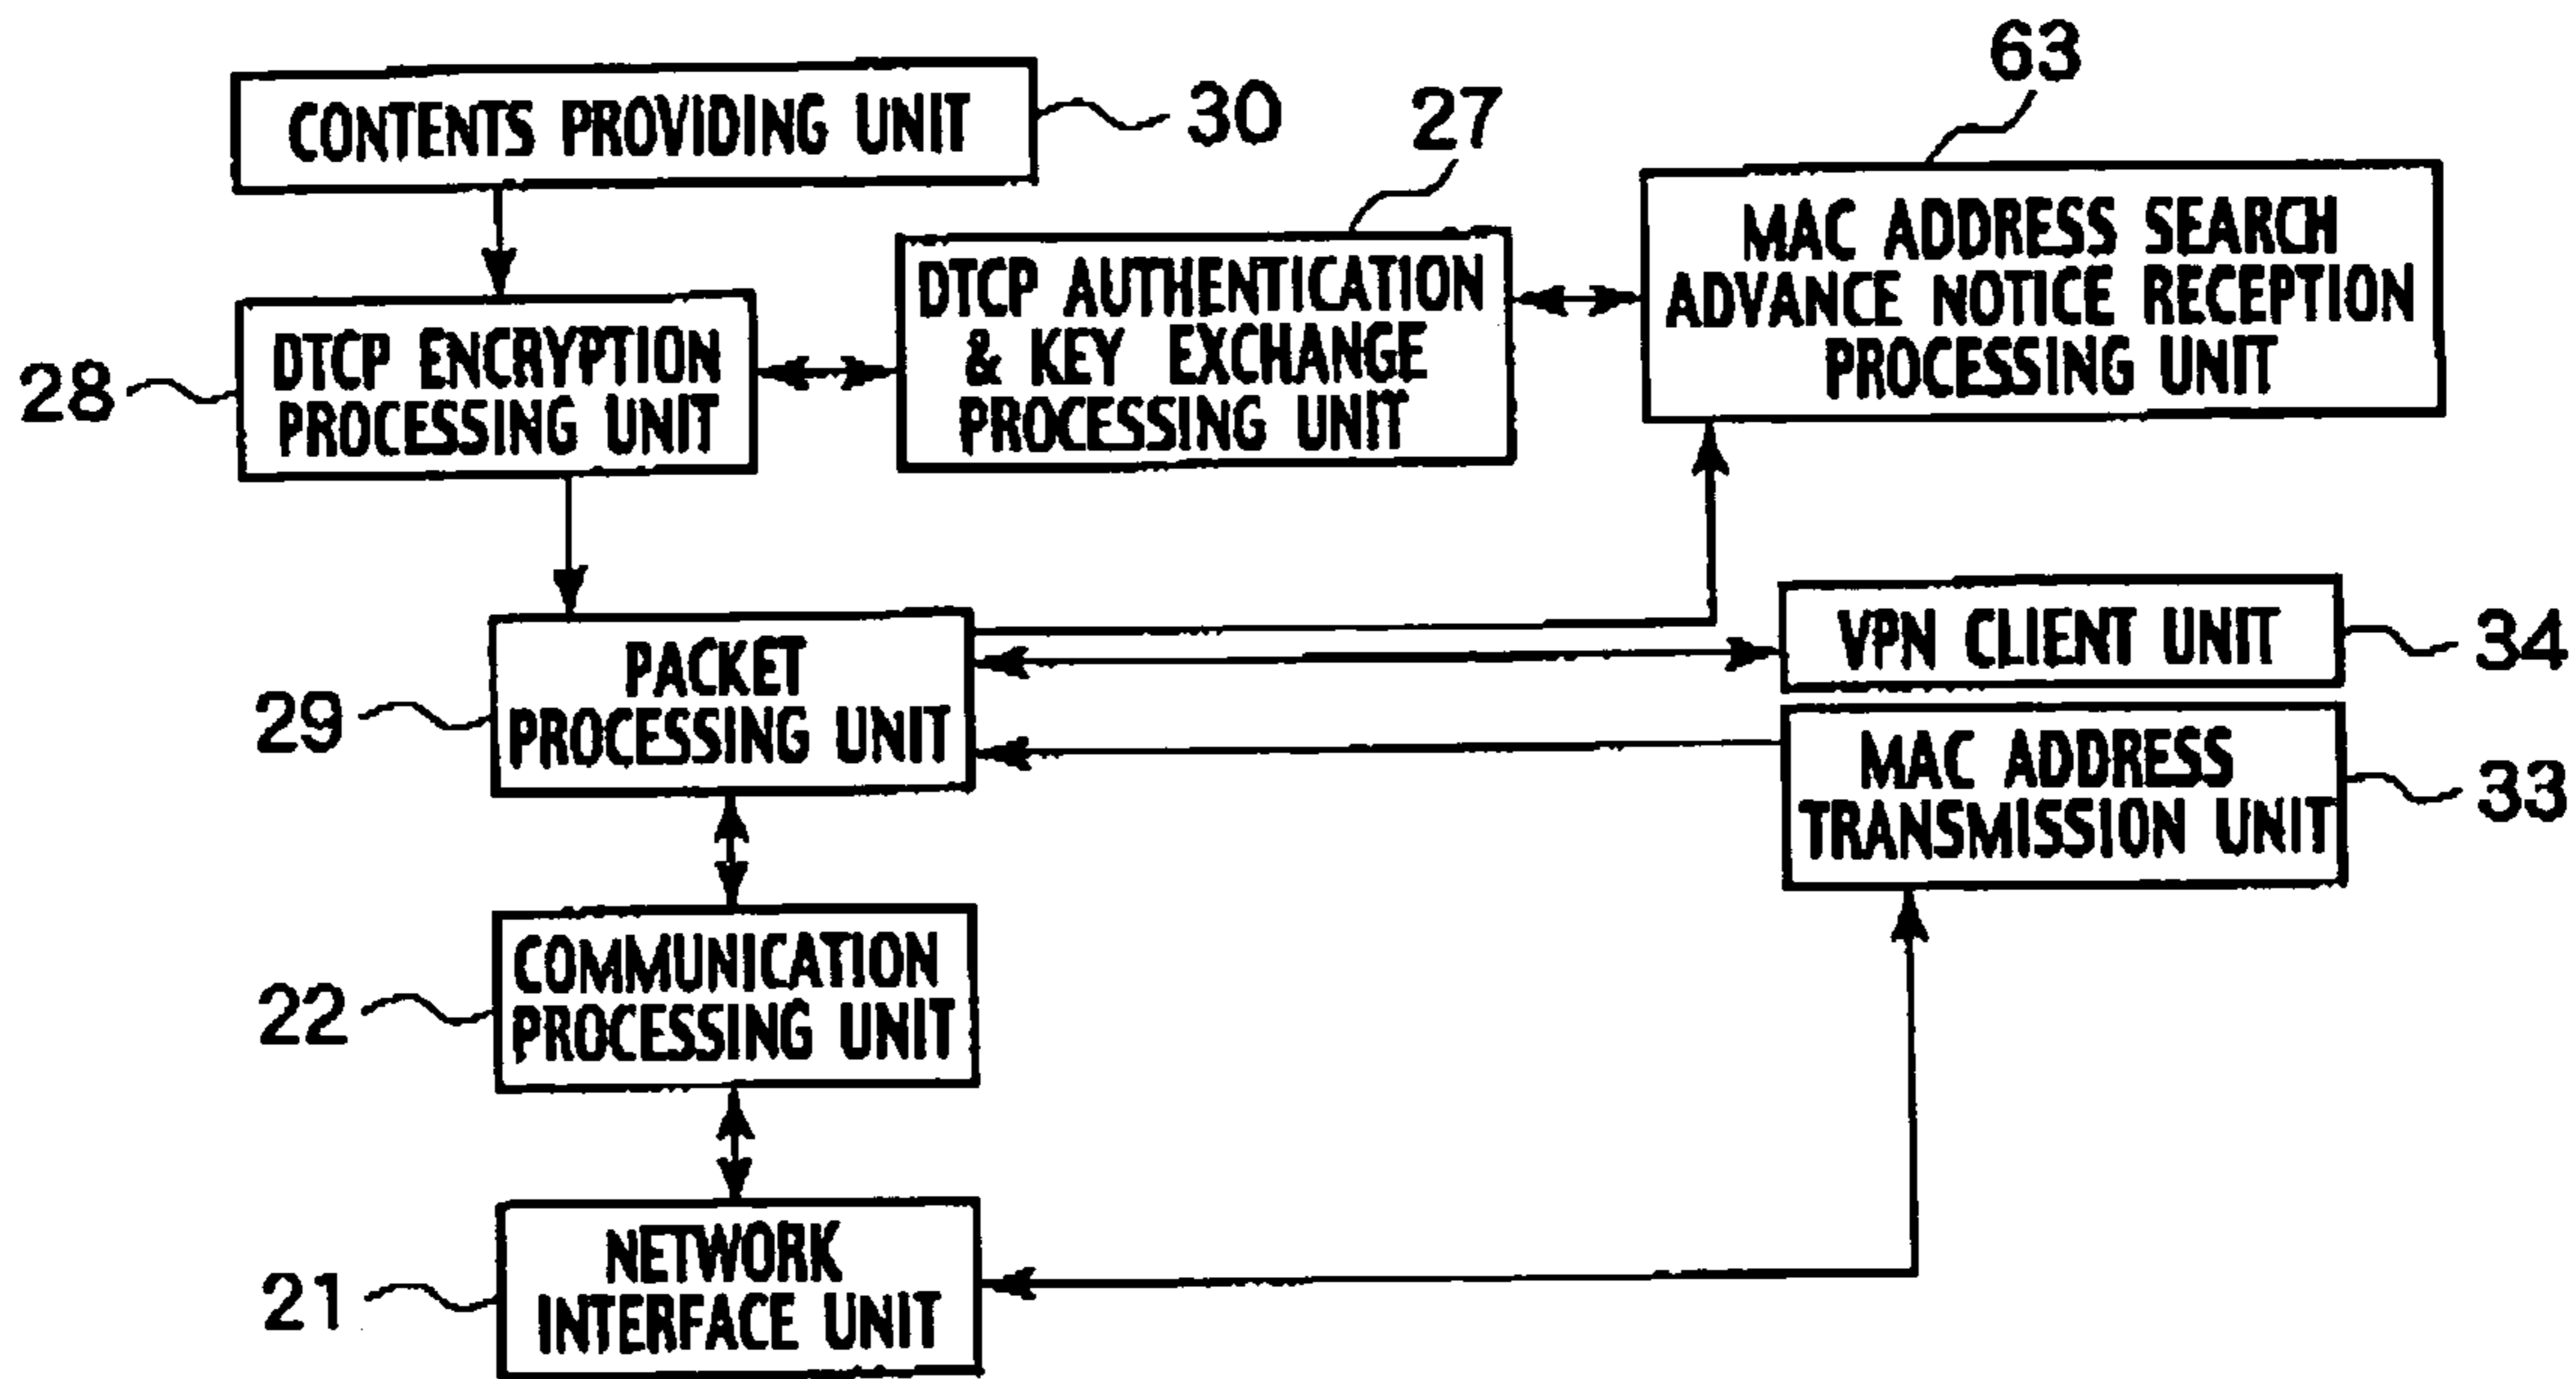 63
CONTENTS PROVIDING UNIT
30
27
MAC ADDRESS SEARCH
ADVANCE NOTICE RECEPTION
PROCESSING UNIT
DTCP AUTHENTICATION
& KEY EXCHANGE
PROCESSING UNIT
28
DTCP ENCRYPTION
PROCESSING UNIT
VPN CLIENT UNIT
34
29
PACKET
PROCESSING UNIT
MAC ADDRESS
TRANSMISSION UNIT
33
22
COMMUNICATION
PROCESSING UNIT
21
NETWORK
INTERFACE UNIT